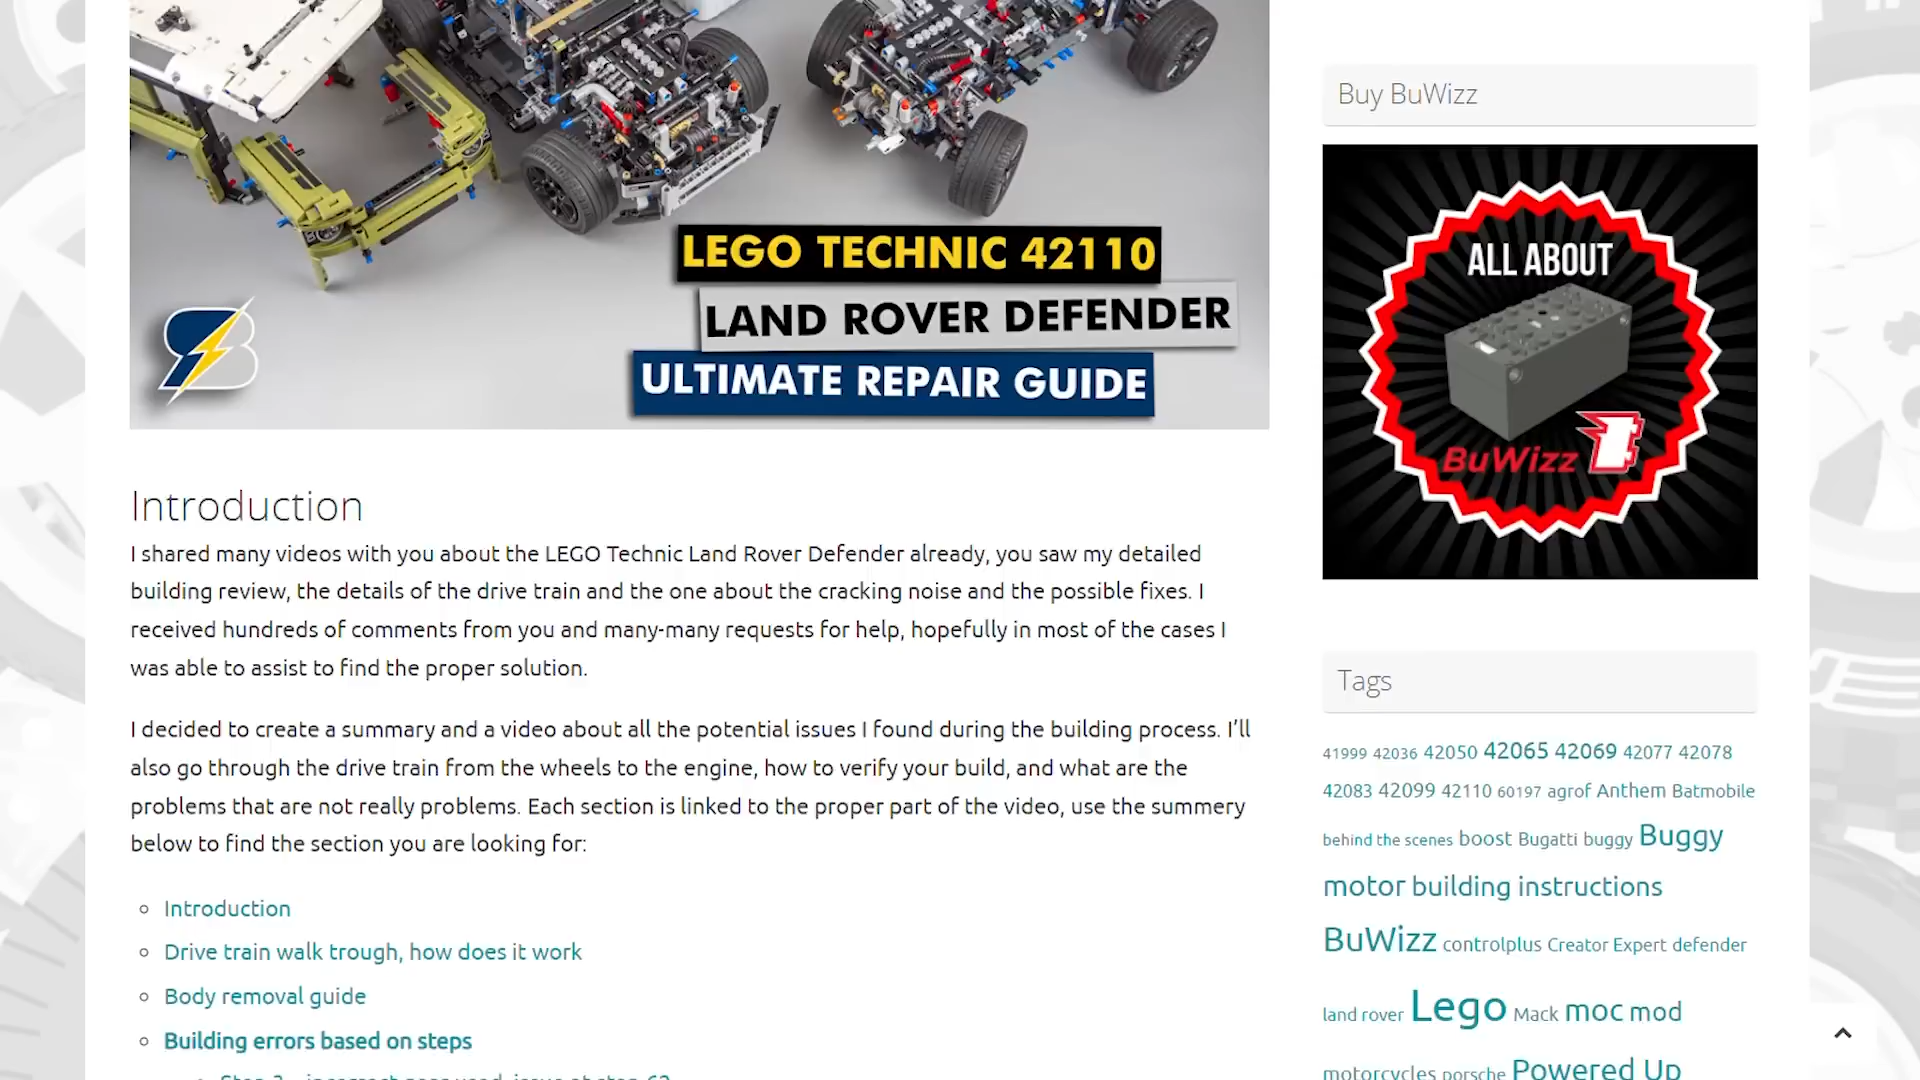 LEGO TECHNIC 42110
LAND ROVER DEFENDER
ULTIMATE REPAIR GUIDE
Introduction
I shared many videos with you about the LEGO Technic Land Rover Defender already, you saw my detailed
building review, the details of the drive train and the one about the cracking noise and the possible fixes. I
received hundreds of comments from you and many-many requests for help, hopefully in most of the cases I
was able to assist to find the proper solution.
I decided to create a summary and a video about all the potential issues I found during the building process. I’ll
also go through the drive train from the wheels to the engine, how to verify your build, and what are the
problems that are not really problems. Each section is linked to the proper part of the video, use the summery
below to find the section you are looking for:
Introduction
Drive train walk trough, how does it work
Body removal guide
Building errors based on steps
Buy BuWizz
ALL ABOUT
BuWizz
Tags
41999 42036 42050 42065 42069 42077 42078
42083 42099 42110 60197 agrof Anthem Batmobile
behind the scenes boost Bugatti buggy Buggy
motor building instructions
BuWizz controlplus Creator Expert defender
land rover Lego Mack moc mod
motorcycles porsche Powered Up